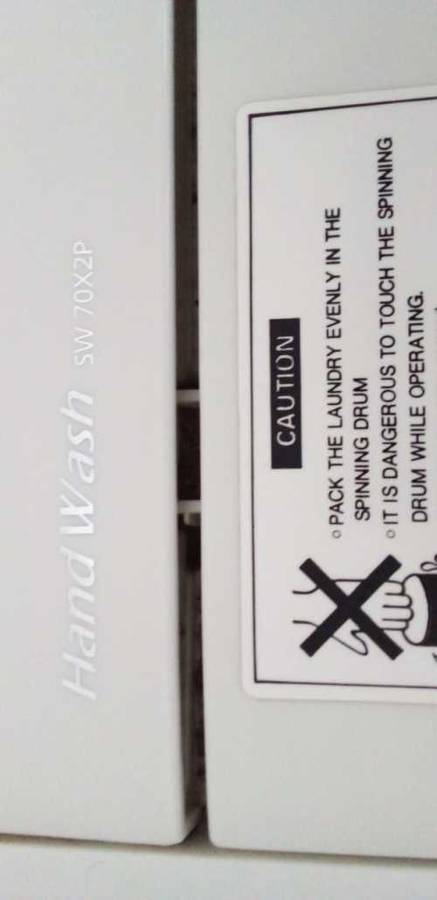 Hand Wash SW 70X2P
CAUTION
○ PACK THE LAUNDRY EVENLY IN THE
SPINNING DRUM
○ IT IS DANGEROUS TO TOUCH THE SPINNING
DRUM WHILE OPERATING.